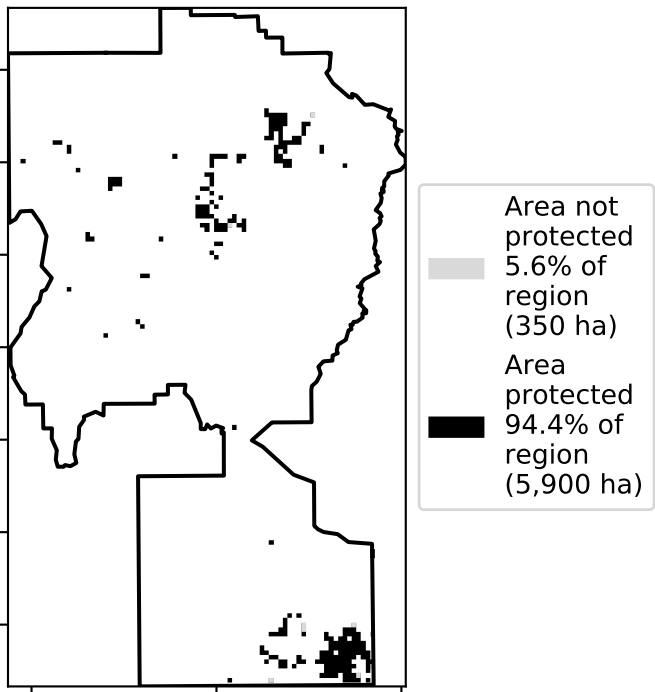 Area not
protected
5.6% of
region
(350 ha)
Area
protected
94.4% of
region
(5,900 ha)